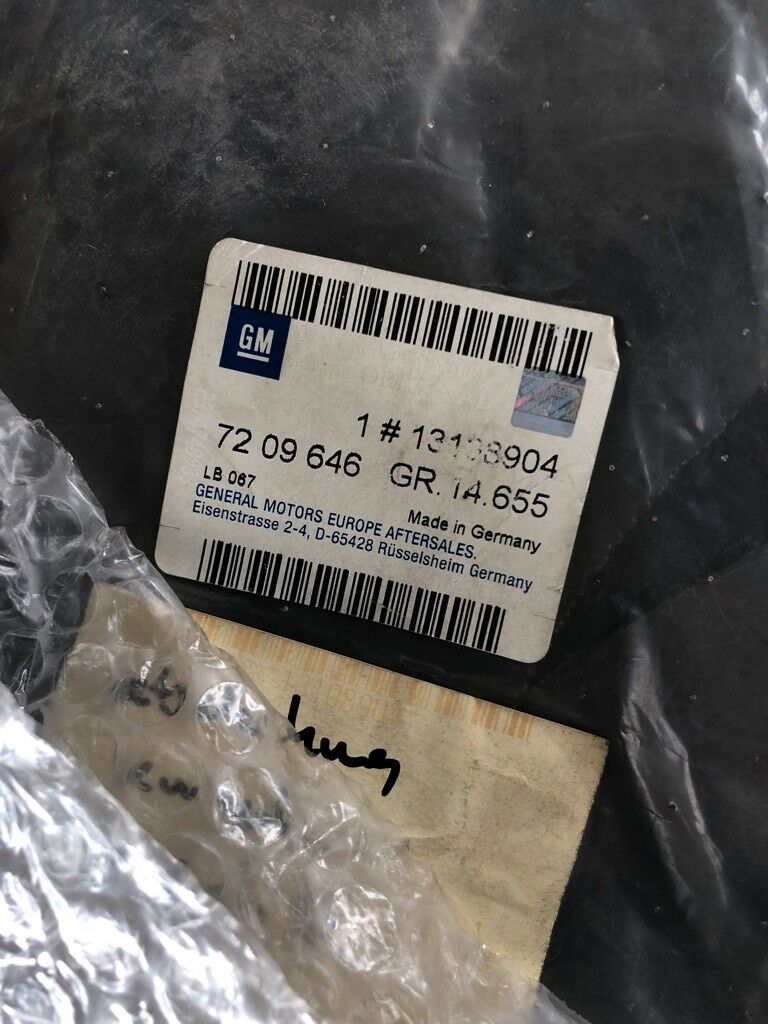 GM
1 # 13138904
72 09 646 GR. 14.655
LB 067
Made in Germany
GENERAL MOTORS EUROPE AFTERSALES.
Eisenstrasse 2-4, D-65428 Rüsselsheim Germany